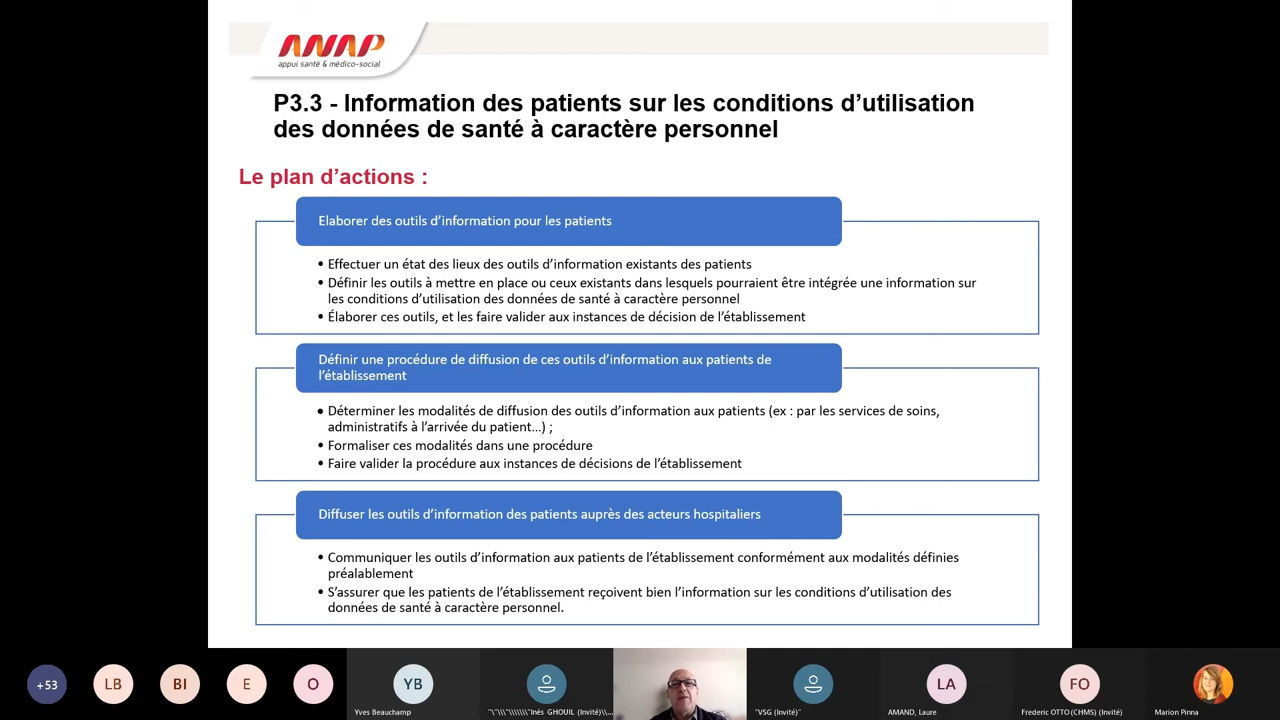 ANAP
appui santé & médico-social
P3.3 - Information des patients sur les conditions d’utilisation
des données de santé à caractère personnel
Le plan d’actions :
Elaborer des outils d’information pour les patients
• Effectuer un état des lieux des outils d’information existants des patients
• Définir les outils à mettre en place ou ceux existants dans lesquels pourraient être intégrée une information sur
les conditions d’utilisation des données de santé à caractère personnel
• Élaborer ces outils, et les faire valider aux instances de décision de l’établissement
Définir une procédure de diffusion de ces outils d’information aux patients de
l’établissement
• Déterminer les modalités de diffusion des outils d’information aux patients (ex : par les services de soins,
administratifs à l’arrivée du patient...) ;
• Formaliser ces modalités dans une procédure
• Faire valider la procédure aux instances de décisions de l’établissement
Diffuser les outils d’information des patients auprès des acteurs hospitaliers
• Communiquer les outils d’information aux patients de l’établissement conformément aux modalités définies
préalablement
• S’assurer que les patients de l’établissement reçoivent bien l’information sur les conditions d’utilisation des
données de santé à caractère personnel.
+53
LB
BI
E
O
YB
LA
FO
Yves Beauchamp
"\"\\\"\\\\\\\"Inès GHOUIL (Invité)\\...
"VSG (Invité)"
AMAND, Laure
Frederic OTTO (CHMS) (Invité)
Marion Pinna